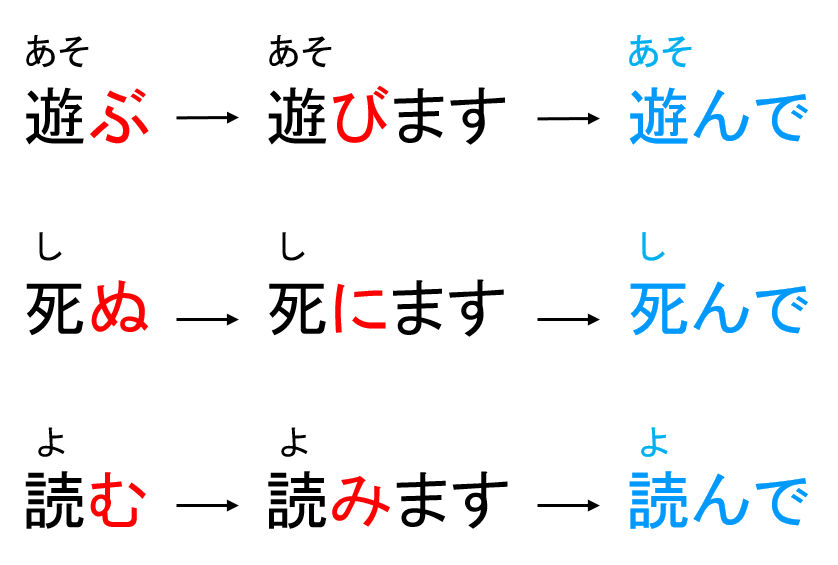 あそ あそ あそ
遊ぶ → 遊びます → 遊んで
し し し
死ぬ → 死にます → 死んで
よ よ よ
読む → 読みます → 読んで